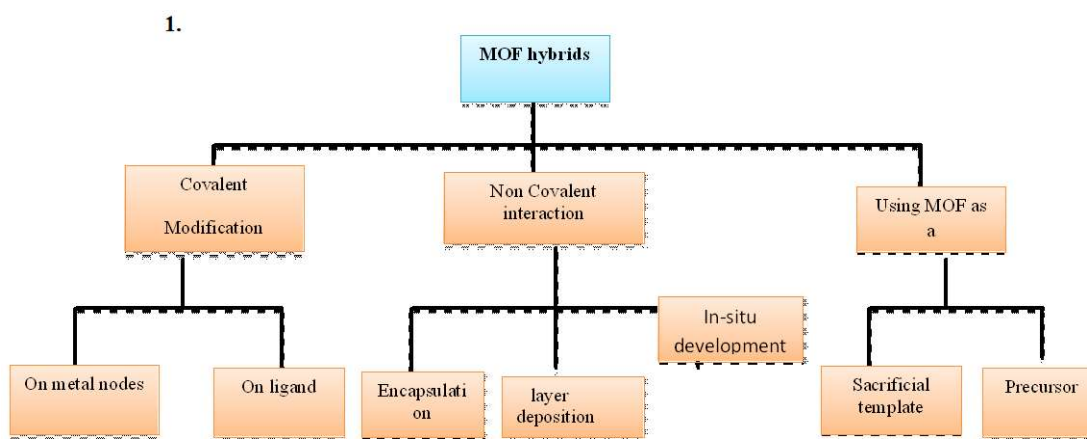 1.
MOF hybrids
Covalent
Modification
Non Covalent
interaction
Using MOF as
a
On metal nodes
On ligand
Encapsulati
on
layer
deposition
In-situ
development
Sacrificial
template
Precursor